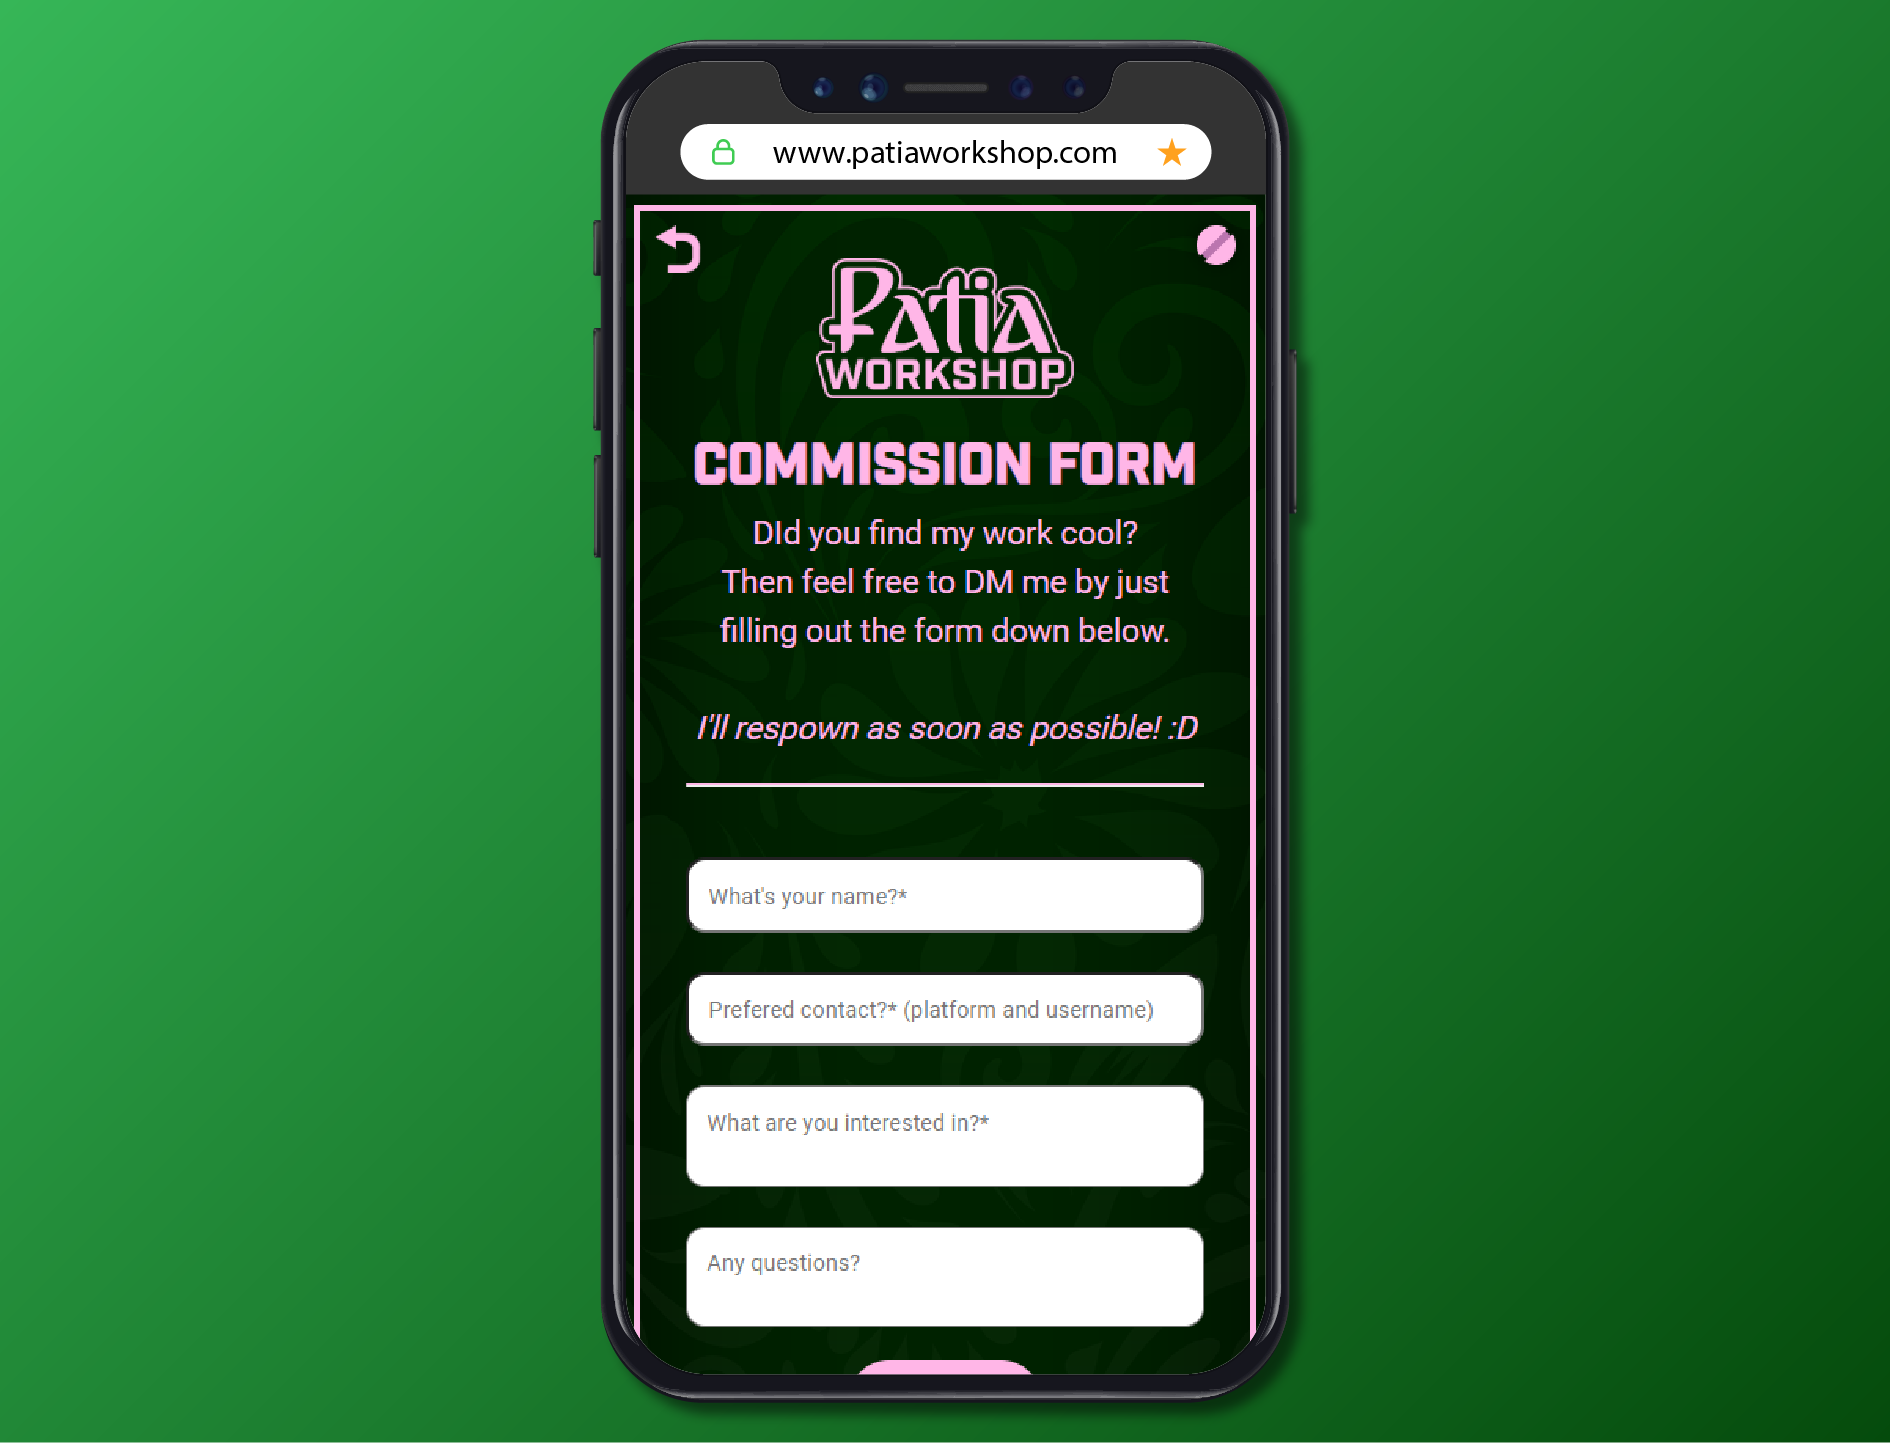 www.patiaworkshop.com
Patia
WORKSHOP
COMMISSION FORM
DId you find my work cool?
Then feel free to DM me by just
filling out the form down below.
I'll respown as soon as possible! :D
What's your name?*
Prefered contact?* (platform and username)
What are you interested in?*
Any questions?